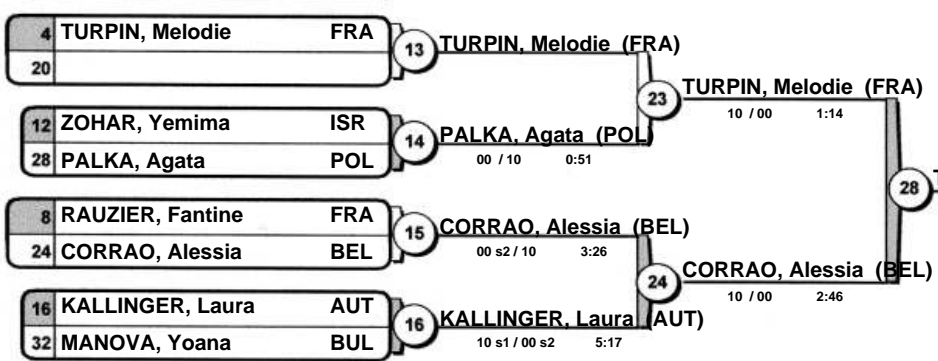 4 TURPIN, Melodie FRA
20
13 TURPIN, Melodie (FRA)
12 ZOHAR, Yemima ISR
28 PALKA, Agata POL
14 PALKA, Agata (POL)
00 / 10 0:51
23 TURPIN, Melodie (FRA)
10 / 00 1:14
8 RAUZIER, Fantine FRA
24 CORRAO, Alessia BEL
15 CORRAO, Alessia (BEL)
00 s2 / 10 3:26
16 KALLINGER, Laura AUT
32 MANOVA, Yoana BUL
16 KALLINGER, Laura (AUT)
10 s1 / 00 s2 5:17
24 CORRAO, Alessia (BEL)
10 / 00 2:46
28